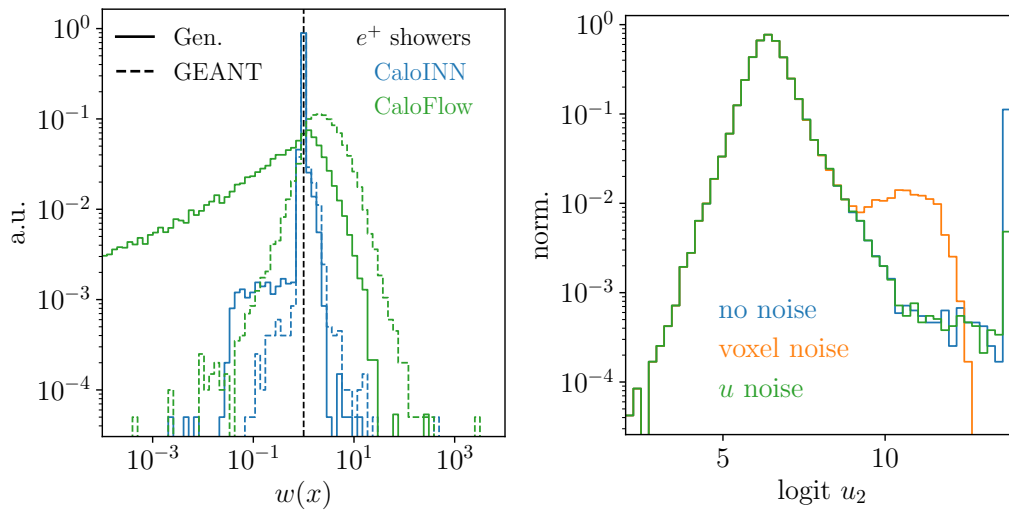 10^0
10^{-1}
10^{-2}
10^{-3}
10^{-4}
a.u.
Gen.
GEANT
e^+ showers
CaloINN
CaloFlow
10^{-3} 10^{-1} 10^1 10^3
w(x)
10^0
10^{-1}
10^{-2}
10^{-3}
10^{-4}
norm.
no noise
voxel noise
u noise
5 10
logit u_2